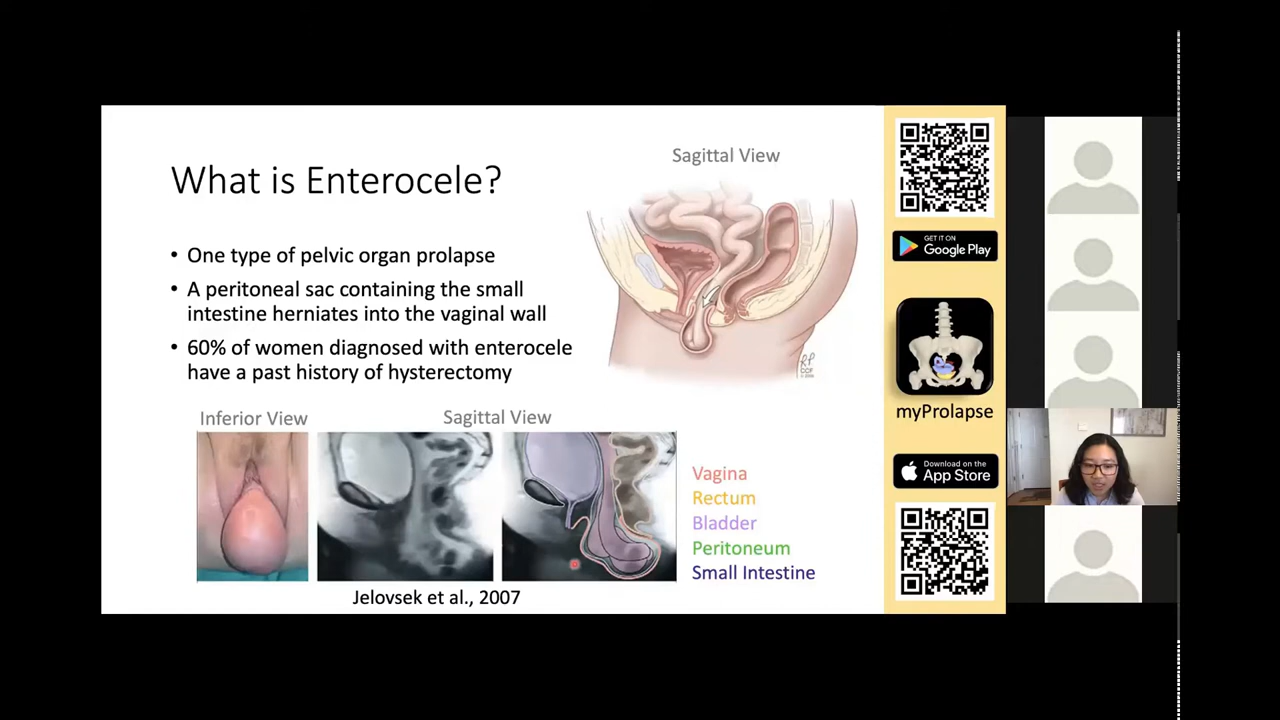 What is Enterocele?
• One type of pelvic organ prolapse
• A peritoneal sac containing the small
intestine herniates into the vaginal wall
• 60% of women diagnosed with enterocele
have a past history of hysterectomy
Sagittal View
Inferior View
Sagittal View
Vagina
Rectum
Bladder
Peritoneum
Small Intestine
Jelovsek et al., 2007
GET IT ON
Google Play
myProlapse
Download on the
App Store